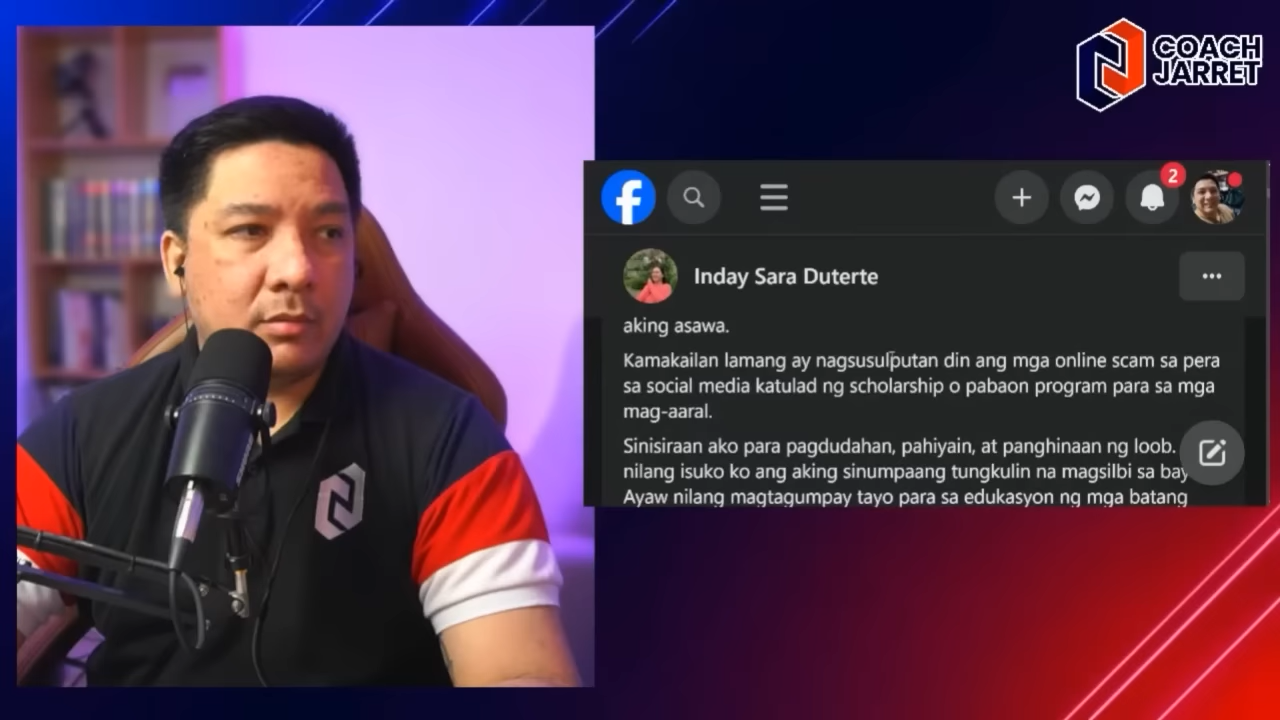 COACH
JARRET
2
Inday Sara Duterte
aking asawa.
Kamakailan lamang ay nagsusulputan din ang mga online scam sa pera
sa social media katulad ng scholarship o pabaon program para sa mga
mag-aaral.
Sinisiraan ako para pagdudahan, pahiyain, at panghinaan ng loob.
nilang isuko ko ang aking sinumpaang tungkulin na magsilbi sa
Ayaw nilang magtagumpay tayo para sa edukasyon ng mga batang